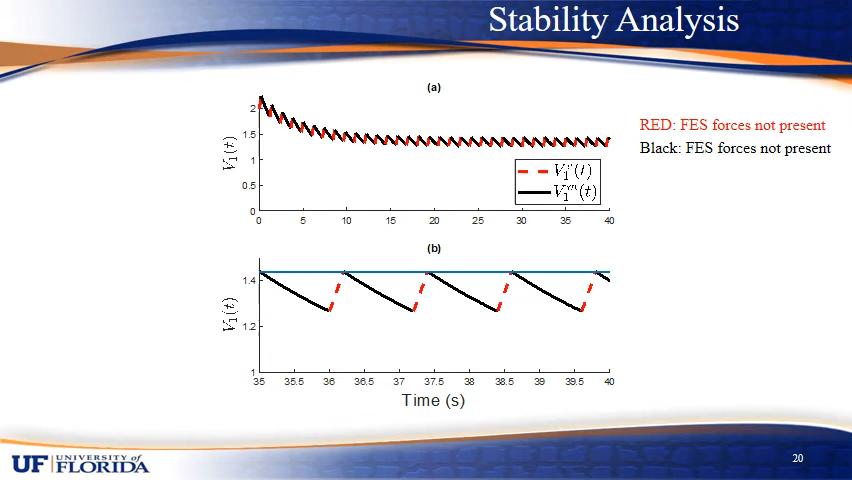 Stability Analysis
(a)
RED: FES forces not present
Black: FES forces not present
2
1.5
1
0.5
0
V₁(t)
V₁ʳ(t)
V₁ᵐ(t)
0 5 10 15 20 25 30 35 40
(b)
1.4
1.2
1
V₁(t)
35 35.5 36 36.5 37 37.5 38 38.5 39 39.5 40
Time (s)
UF UNIVERSITY of FLORIDA
20